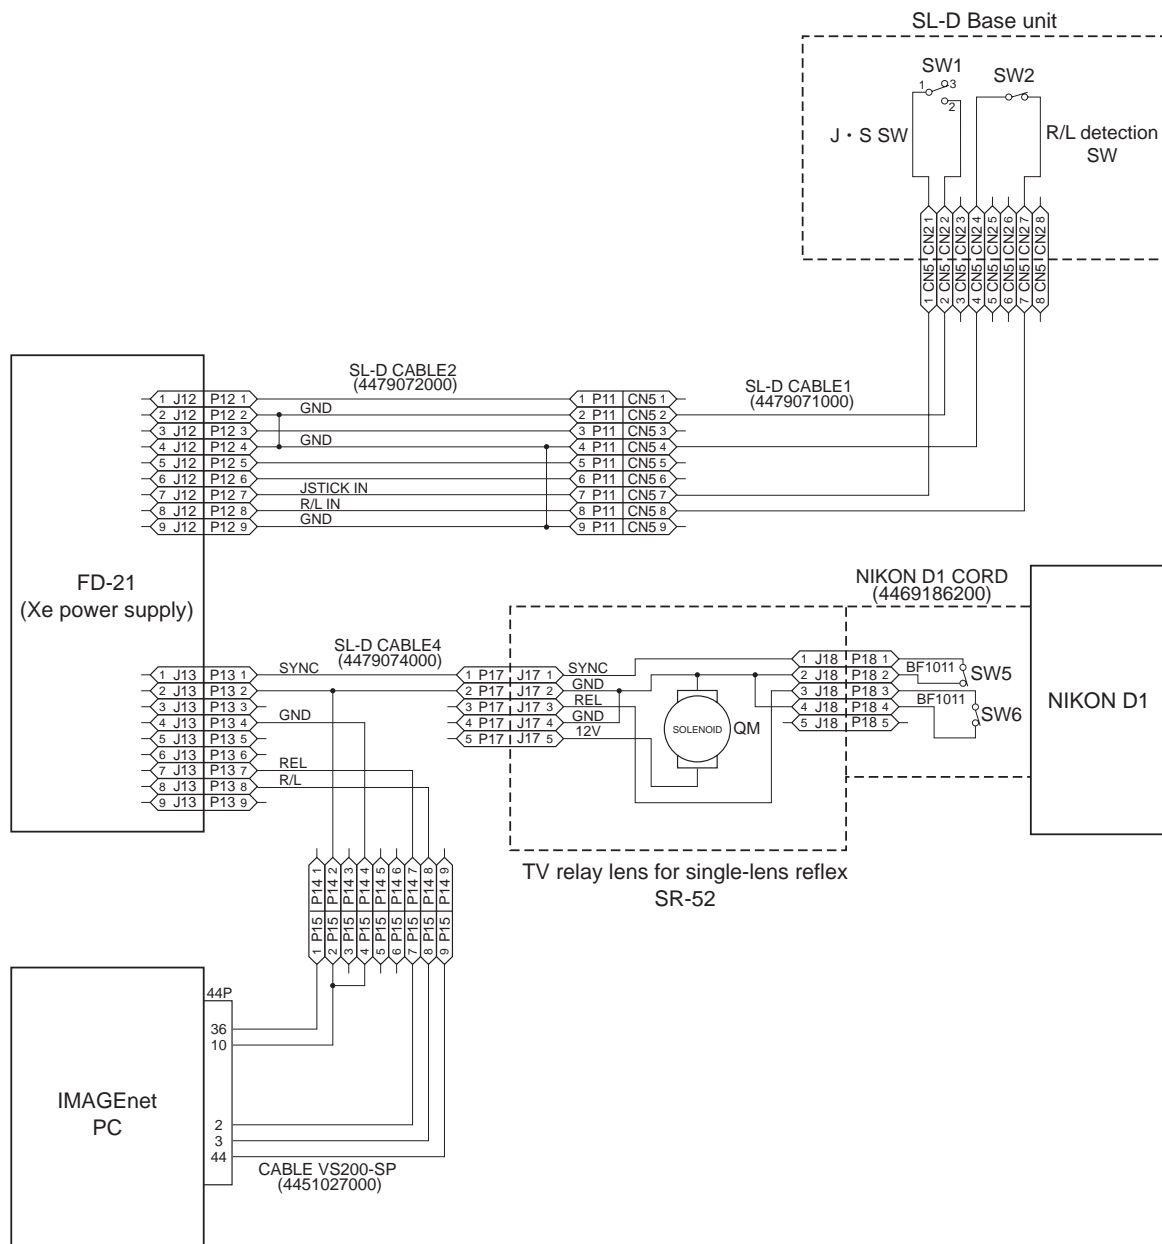 SL-D Base unit
SW1
SW2
1
3
2
J・S SW
R/L detection
SW
CN2 1
CN2 2
CN2 3
CN2 4
CN2 5
CN2 6
CN2 7
CN2 8
1 CN5
2 CN5
3 CN5
4 CN5
5 CN5
6 CN5
7 CN5
8 CN5
SL-D CABLE2
(4479072000)
SL-D CABLE1
(4479071000)
1 J12 P12 1 1 P11 CN5 1
2 J12 P12 2 GND 2 P11 CN5 2
3 J12 P12 3 3 P11 CN5 3
4 J12 P12 4 GND 4 P11 CN5 4
5 J12 P12 5 5 P11 CN5 5
6 J12 P12 6 6 P11 CN5 6
7 J12 P12 7 JSTICK IN 7 P11 CN5 7
8 J12 P12 8 R/L IN 8 P11 CN5 8
9 J12 P12 9 GND 9 P11 CN5 9
FD-21
(Xe power supply)
NIKON D1 CORD
(4469186200)
NIKON D1
SL-D CABLE4
(4479074000)
1 J13 P13 1 SYNC
2 J13 P13 2
3 J13 P13 3
4 J13 P13 4 GND
5 J13 P13 5
6 J13 P13 6
7 J13 P13 7 REL
8 J13 P13 8 R/L
9 J13 P13 9
1 P17 J17 1 SYNC
2 P17 J17 2 GND
3 P17 J17 3 REL
4 P17 J17 4 GND
5 P17 J17 5 12V
SOLENOID
QM
1 J18 P18 1
2 J18 P18 2
3 J18 P18 3
4 J18 P18 4
5 J18 P18 5
BF1011
SW5
BF1011
SW6
TV relay lens for single-lens reflex
SR-52
P14 1
P14 2
P14 3
P14 4
P14 5
P14 6
P14 7
P14 8
P14 9
1 P15
2 P15
3 P15
4 P15
5 P15
6 P15
7 P15
8 P15
9 P15
44P
36
10
2
3
44
IMAGEnet
PC
CABLE VS200-SP
(4451027000)